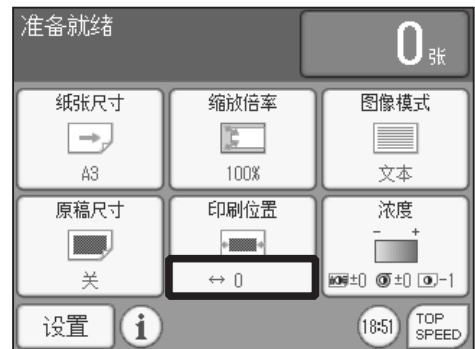 准备就绪
0张
纸张尺寸
缩放倍率
图像模式
A3
100%
文本
原稿尺寸
印刷位置
浓度
- +
关
↔ 0
±0 ±0 -1
设置
i
18:51
TOP
SPEED